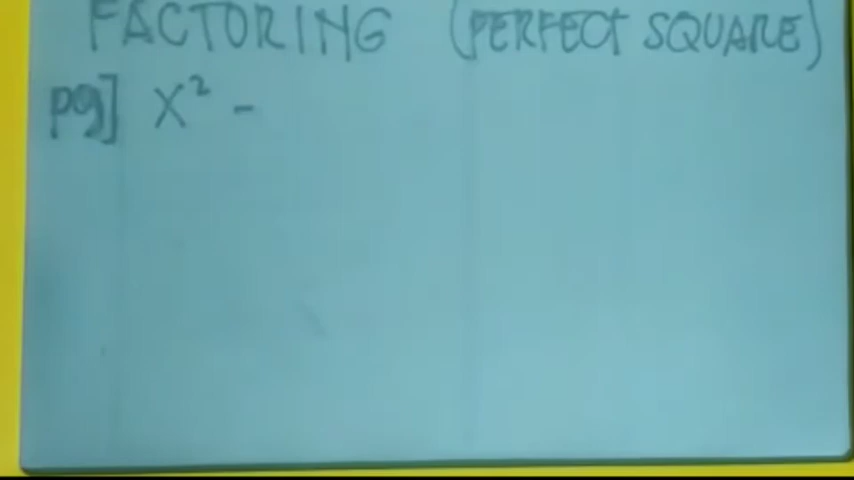 FACTORING (PERFECT SQUARE)
pg] X² -